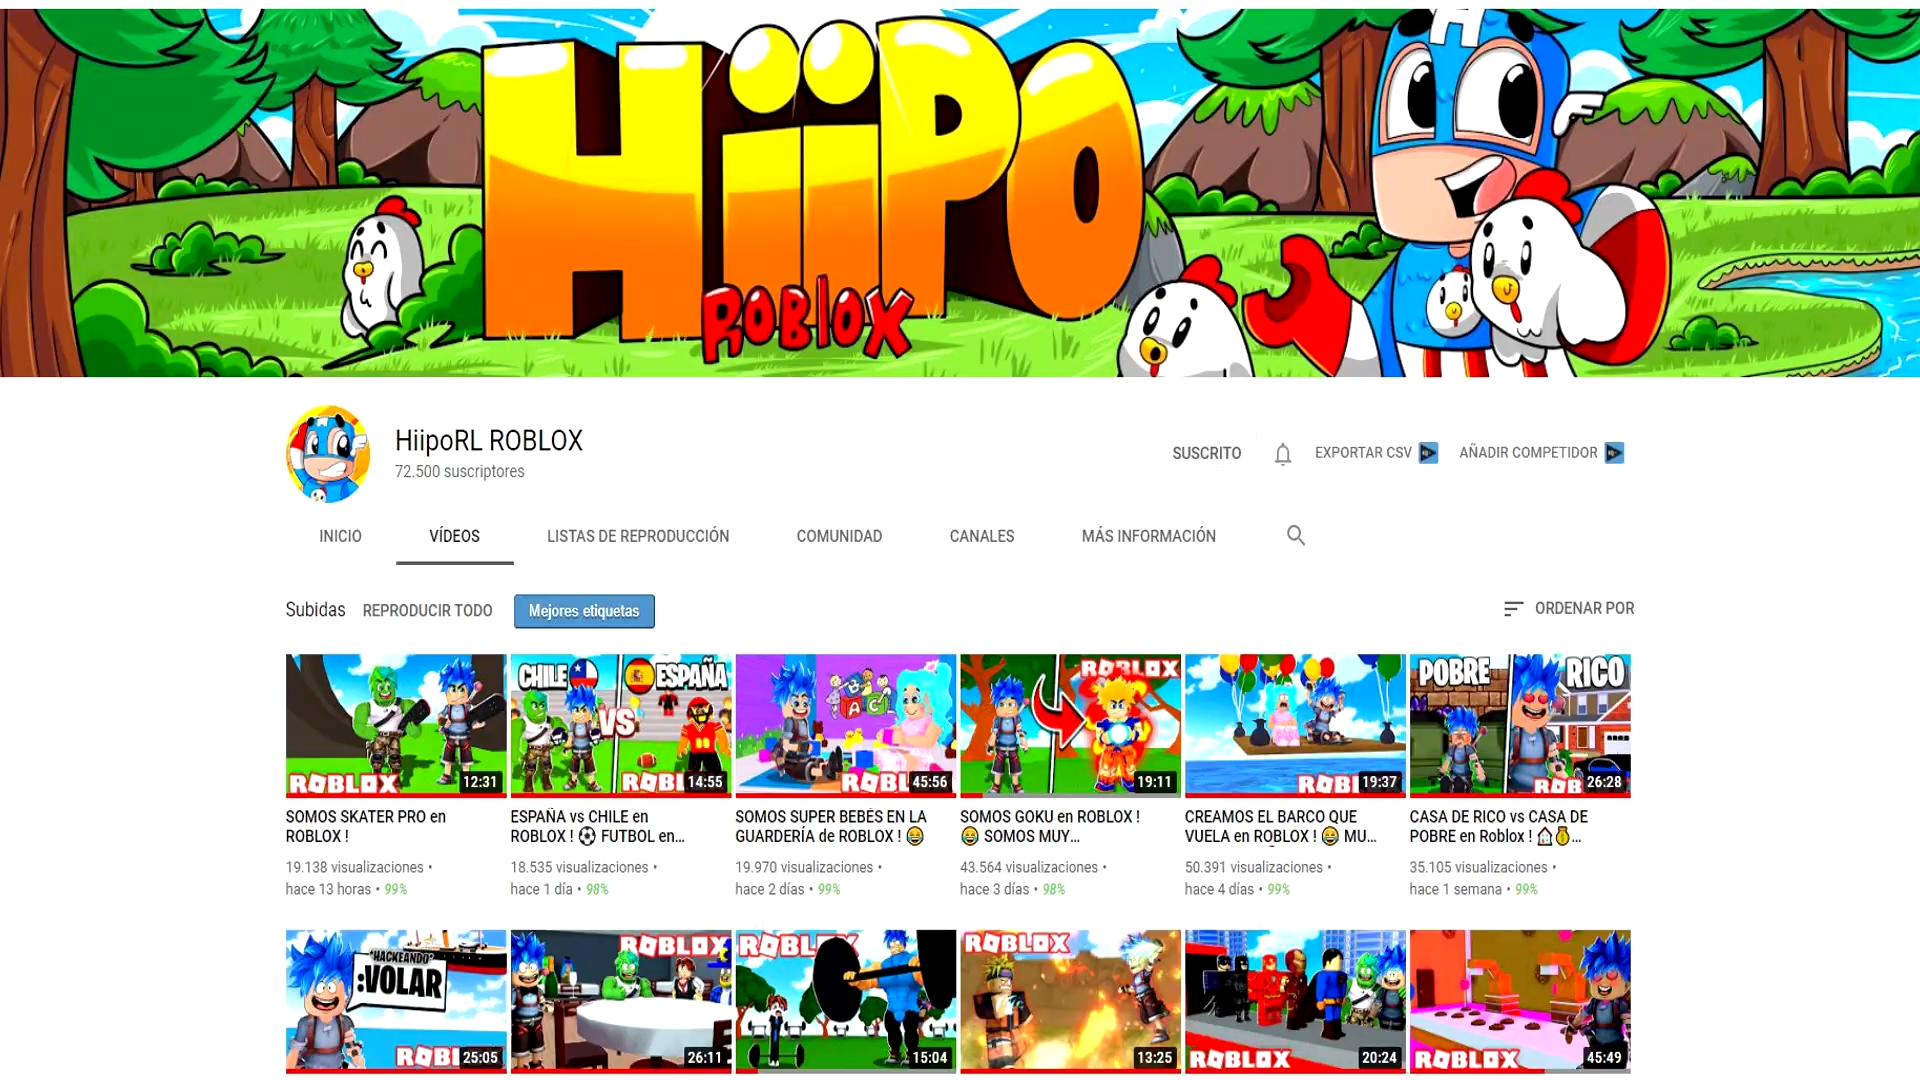 HiiPO
ROBLOX
HiipoRL ROBLOX
72.500 suscriptores
SUSCRITO
EXPORTAR CSV
AÑADIR COMPETIDOR
INICIO
VÍDEOS
LISTAS DE REPRODUCCIÓN
COMUNIDAD
CANALES
MÁS INFORMACIÓN
Subidas
REPRODUCIR TODO
Mejores etiquetas
ORDENAR POR
ROBLOX
12:31
CHILE
VS
ESPAÑA
ROBL
14:55
ABC
ROBL
45:56
ROBLOX
19:11
ROBL
19:37
POBRE
RICO
ROB
26:28
SOMOS SKATER PRO en
ROBLOX !
19.138 visualizaciones •
hace 13 horas • 99%
ESPAÑA vs CHILE en
ROBLOX ! ⚽ FUTBOL en...
18.535 visualizaciones •
hace 1 día • 98%
SOMOS SUPER BEBÉS EN LA
GUARDERÍA de ROBLOX ! 😂
19.970 visualizaciones •
hace 2 días • 99%
SOMOS GOKU en ROBLOX !
😂 SOMOS MUY...
43.564 visualizaciones •
hace 3 días • 98%
CREAMOS EL BARCO QUE
VUELA en ROBLOX ! 😂 MU...
50.391 visualizaciones •
hace 4 días • 99%
CASA DE RICO vs CASA DE
POBRE en Roblox ! 🏠💰...
35.105 visualizaciones •
hace 1 semana • 99%
*HACKEANDO*
:VOLAR
ROBL
25:05
ROBLOX
26:11
ROBLOX
15:04
ROBLOX
13:25
ROBLOX
20:24
ROBLOX
45:49